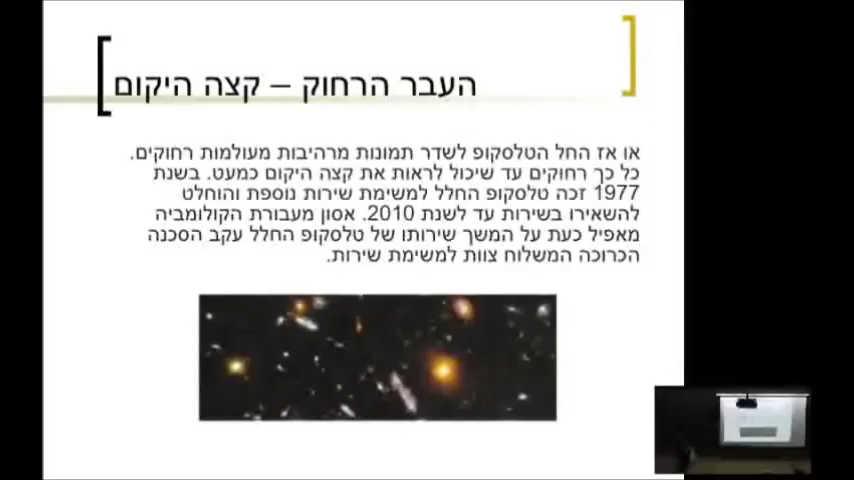 העבר הרחוק – קצה היקום
או אז החל הטלסקופ לשדר תמונות מרהיבות מעולמות רחוקים.
כל כך רחוקים עד שיכול לראות את קצה היקום כמעט. בשנת
1977 זכה טלסקופ החלל למשימת שירות נוספת והוחלט
להשאירו בשירות עד לשנת 2010. אסון מעבורת הקולומביה
מאפיל כעת על המשך שירותו של טלסקופ החלל עקב הסכנה
הכרוכה המשלוח צוות למשימת שירות.